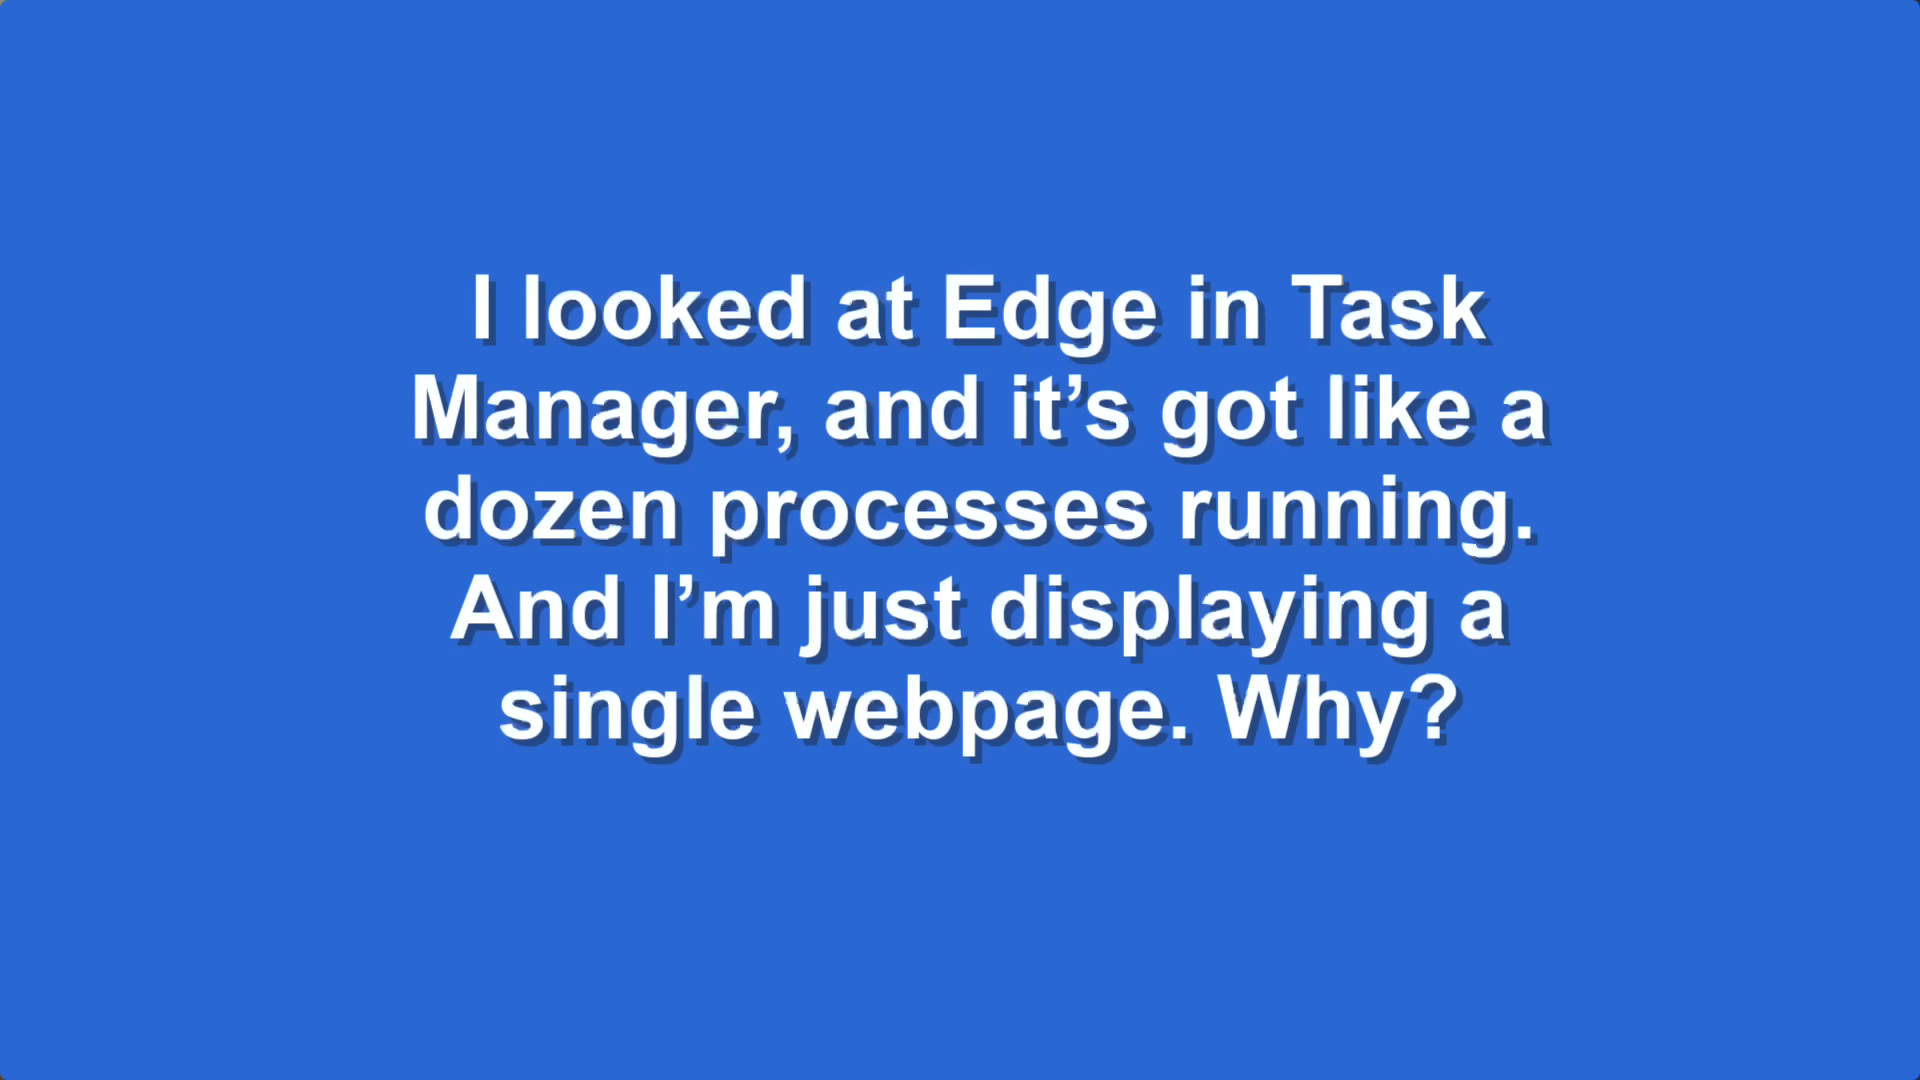 I looked at Edge in Task
Manager, and it’s got like a
dozen processes running.
And I’m just displaying a
single webpage. Why?